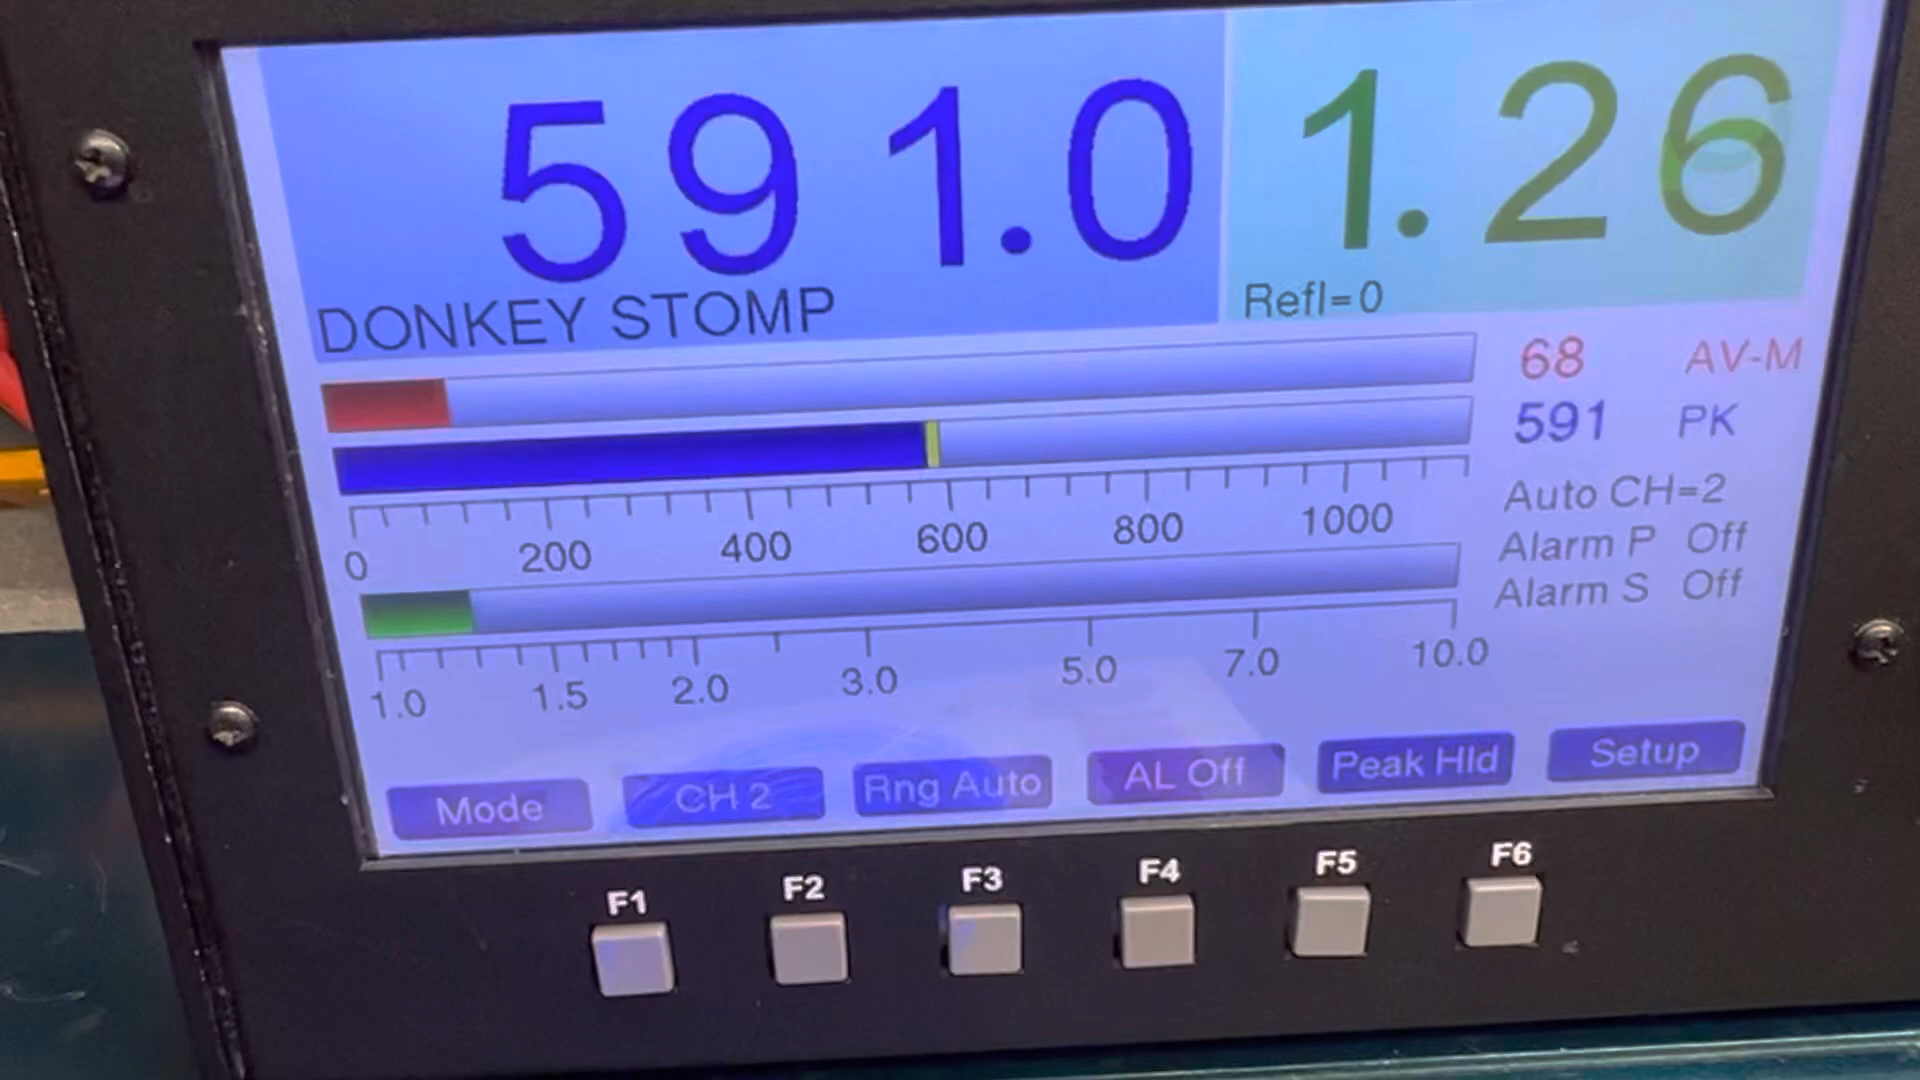 591.0 1.26
DONKEY STOMP Refl=0
68 AV-M
591 PK
0 200 400 600 800 1000
Auto CH=2
Alarm P Off
Alarm S Off
1.0 1.5 2.0 3.0 5.0 7.0 10.0
Mode CH 2 Rng Auto AL Off Peak Hld Setup
F1 F2 F3 F4 F5 F6